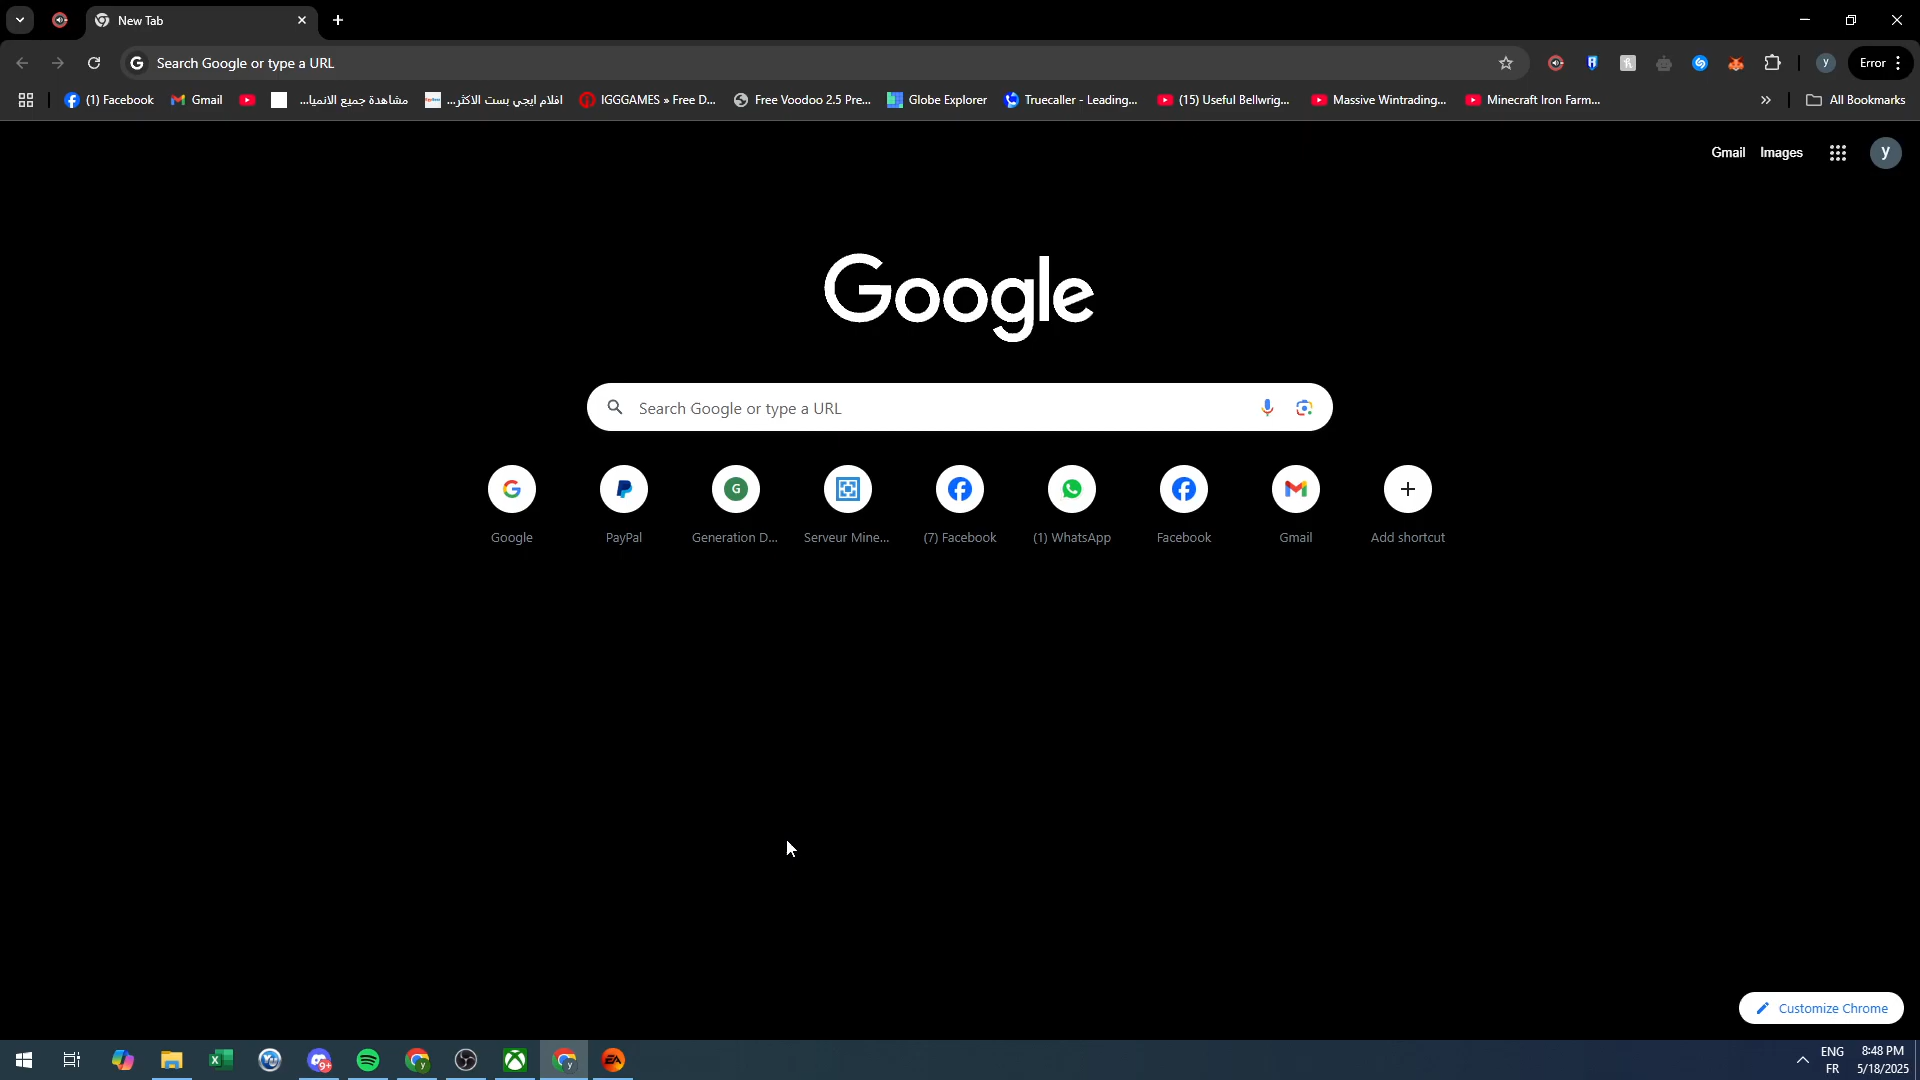 New Tab
Search Google or type a URL
Error
(1) Facebook
Gmail
مشاهدة جميع الانميا...
افلام ايجي بست الاكثر...
IGGGAMES » Free D...
Free Voodoo 2.5 Pre...
Globe Explorer
Truecaller - Leading...
(15) Useful Bellwrig...
Massive Wintrading...
Minecraft Iron Farm...
All Bookmarks
Gmail
Images
y
Google
Search Google or type a URL
Google
PayPal
Generation D...
Serveur Mine...
(7) Facebook
(1) WhatsApp
Facebook
Gmail
Add shortcut
Customize Chrome
ENG
FR
8:48 PM
5/18/2025